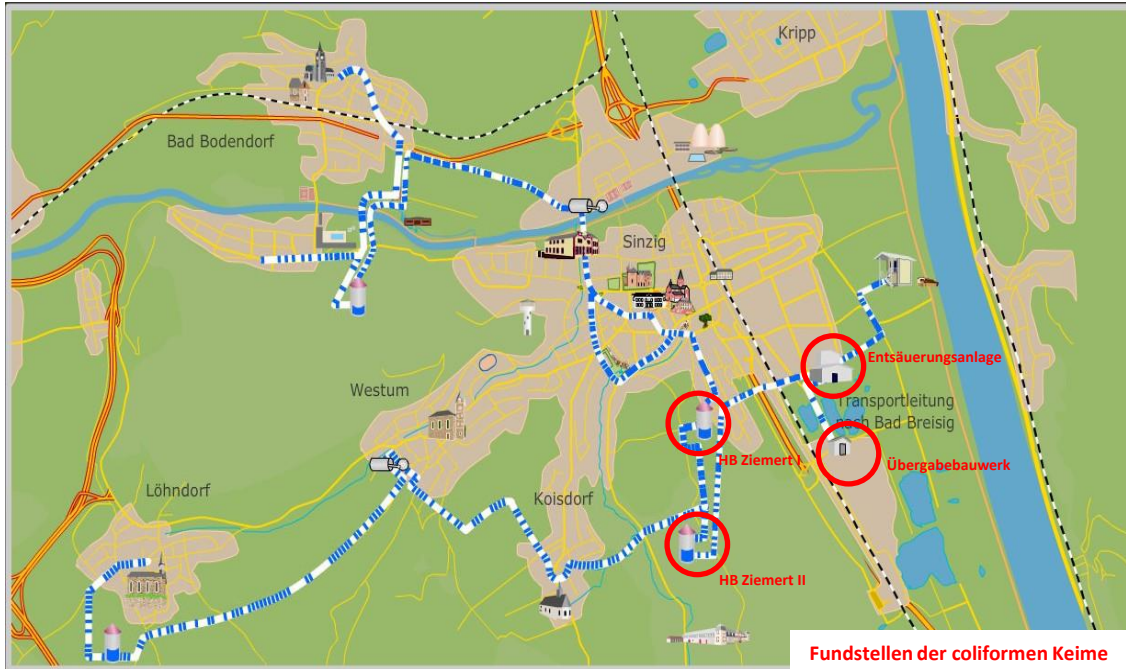 Kripp
Bad Bodendorf
Sinzig
Entsäuerungsanlage
Westum
Transportleitung
nach Bad Breisig
HB Ziemert I
Übergabebauwerk
Löhndorf
Koisdorf
HB Ziemert II
Fundstellen der coliformen Keime